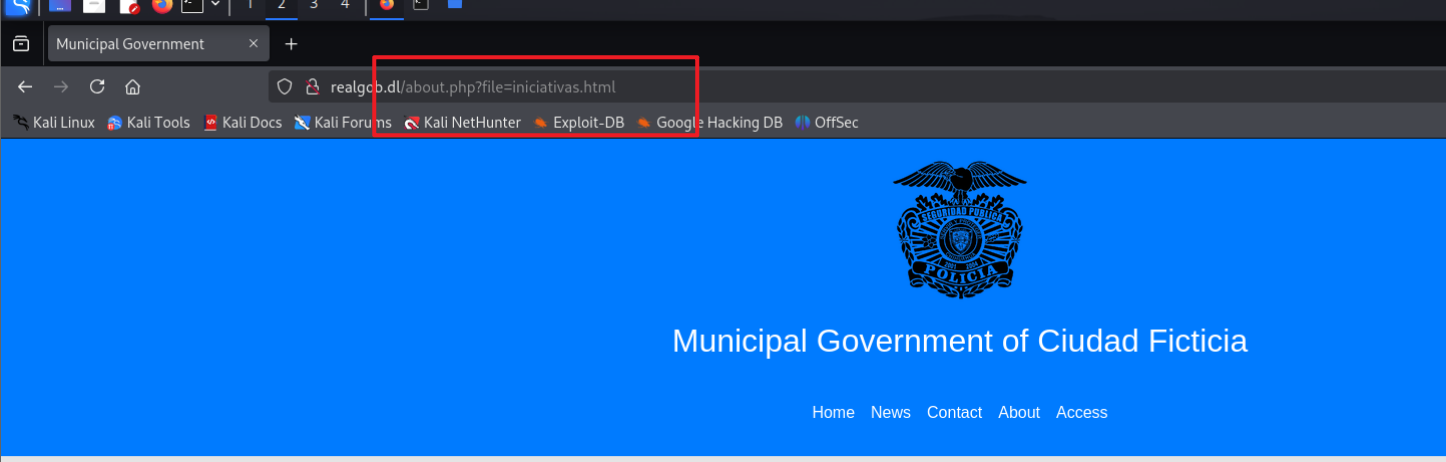 1 2 3 4
Municipal Government
realgob.dl/about.php?file=iniciativas.html
Kali Linux Kali Tools Kali Docs Kali Forums Kali NetHunter Exploit-DB Google Hacking DB OffSec
SEGURIDAD PUBLICA
POLICIA
Municipal Government of Ciudad Ficticia
Home News Contact About Access